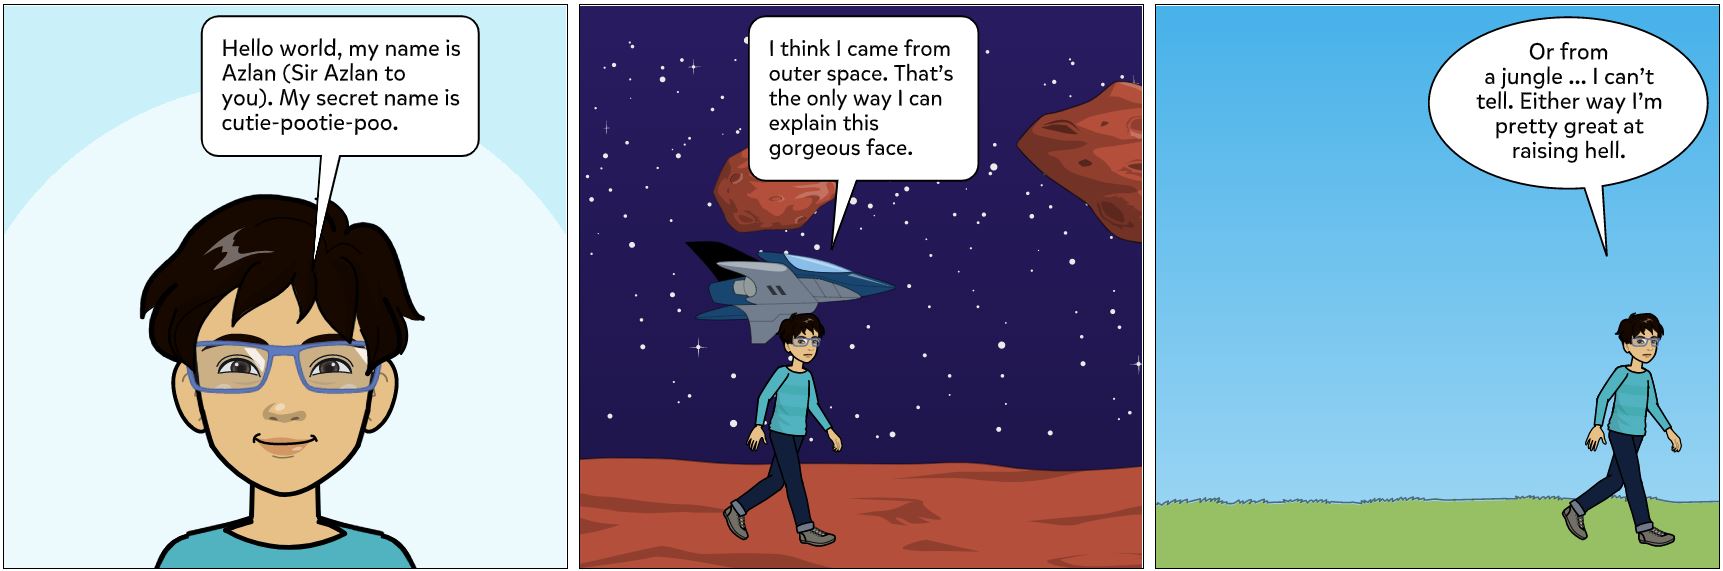 Hello world, my name is
Azlan (Sir Azlan to
you). My secret name is
cutie-pootie-poo.
I think I came from
outer space. That's
the only way I can
explain this
gorgeous face.
Or from
a jungle ... I can't
tell. Either way I'm
pretty great at
raising hell.